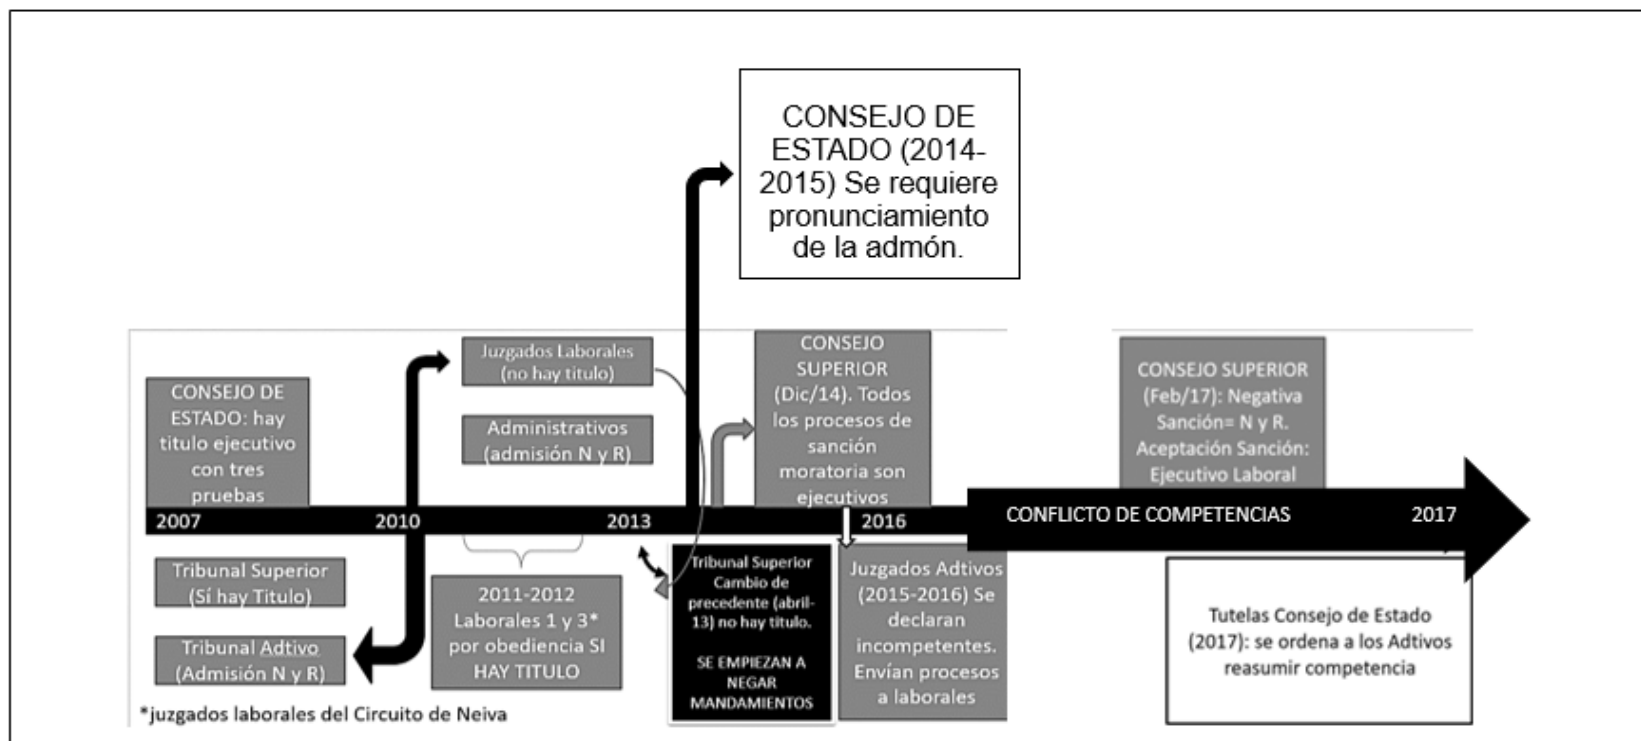 CONSEJO DE
ESTADO (2014-
2015) Se requiere
pronunciamiento
de la admón.
CONSEJO DE
ESTADO: hay
titulo ejecutivo
con tres
pruebas
Juzgados Laborales
(no hay titulo)
Administrativos
(admisión N y R)
CONSEJO
SUPERIOR
(Dic/14). Todos
los procesos de
sanción
moratoria son
ejecutivos
CONSEJO SUPERIOR
(Feb/17): Negativa
Sanción= N y R.
Aceptación Sanción:
Ejecutivo Laboral
2007
2010
2013
2016
CONFLICTO DE COMPETENCIAS
2017
Tribunal Superior
(Sí hay Titulo)
Tribunal Adtivo
(Admisión N y R)
2011-2012
Laborales 1 y 3*
por obediencia SI
HAY TITULO
Tribunal Superior
Cambio de
precedente (abril-
13) no hay titulo.
SE EMPIEZAN A
NEGAR
MANDAMIENTOS
Juzgados Adtivos
(2015-2016) Se
declaran
incompetentes.
Envían procesos
a laborales
Tutelas Consejo de Estado
(2017): se ordena a los Adtivos
reasumir competencia
*juzgados laborales del Circuito de Neiva